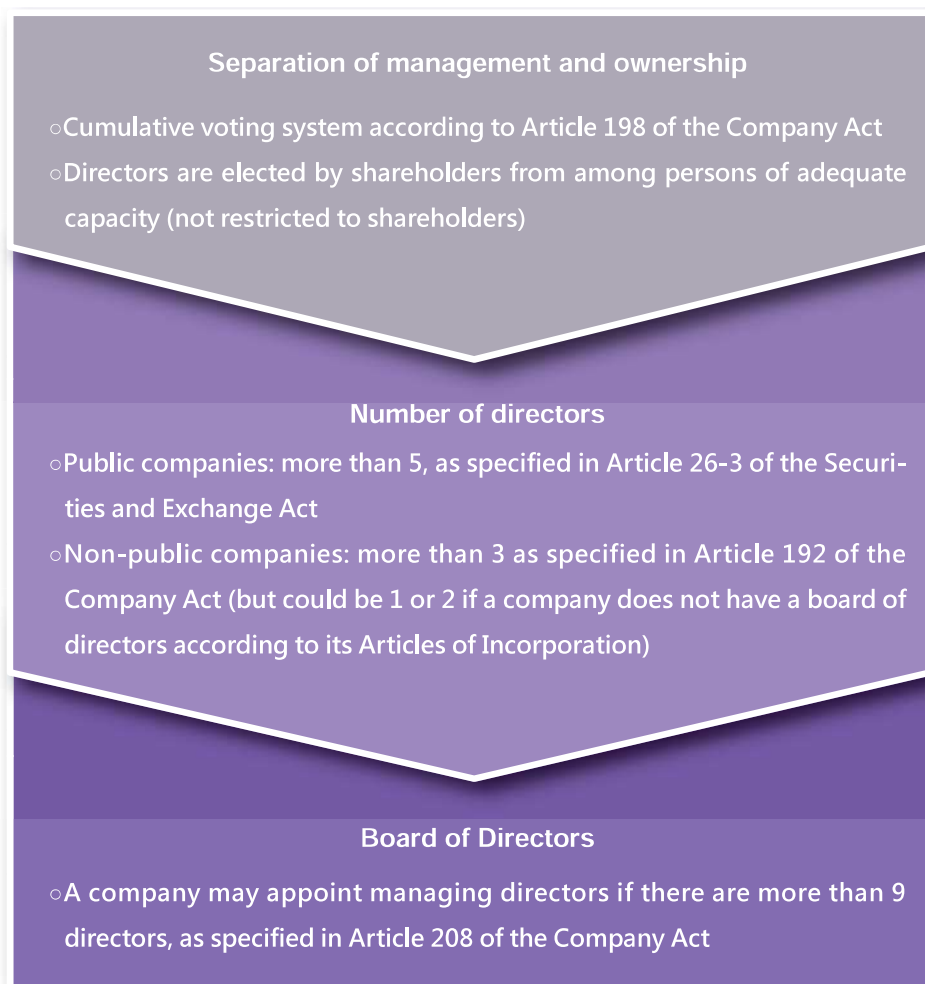 Separation of management and ownership
○Cumulative voting system according to Article 198 of the Company Act
○Directors are elected by shareholders from among persons of adequate
capacity (not restricted to shareholders)
Number of directors
○Public companies: more than 5, as specified in Article 26-3 of the Securi-
ties and Exchange Act
○Non-public companies: more than 3 as specified in Article 192 of the
Company Act (but could be 1 or 2 if a company does not have a board of
directors according to its Articles of Incorporation)
Board of Directors
○A company may appoint managing directors if there are more than 9
directors, as specified in Article 208 of the Company Act